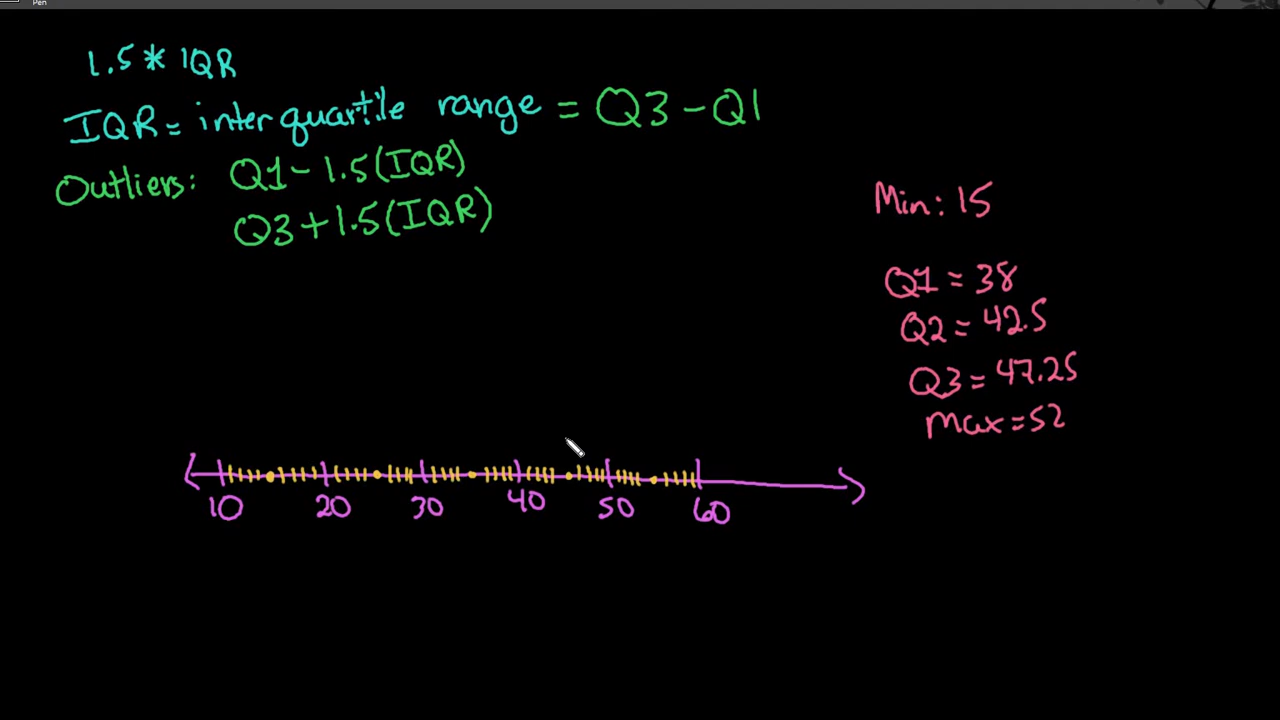 Pen
1.5 * IQR
IQR = interquartile range = Q3 - Q1
Outliers: Q1 - 1.5(IQR)
Q3 + 1.5(IQR)
Min: 15
Q1 = 38
Q2 = 42.5
Q3 = 47.25
Max = 52
10 20 30 40 50 60